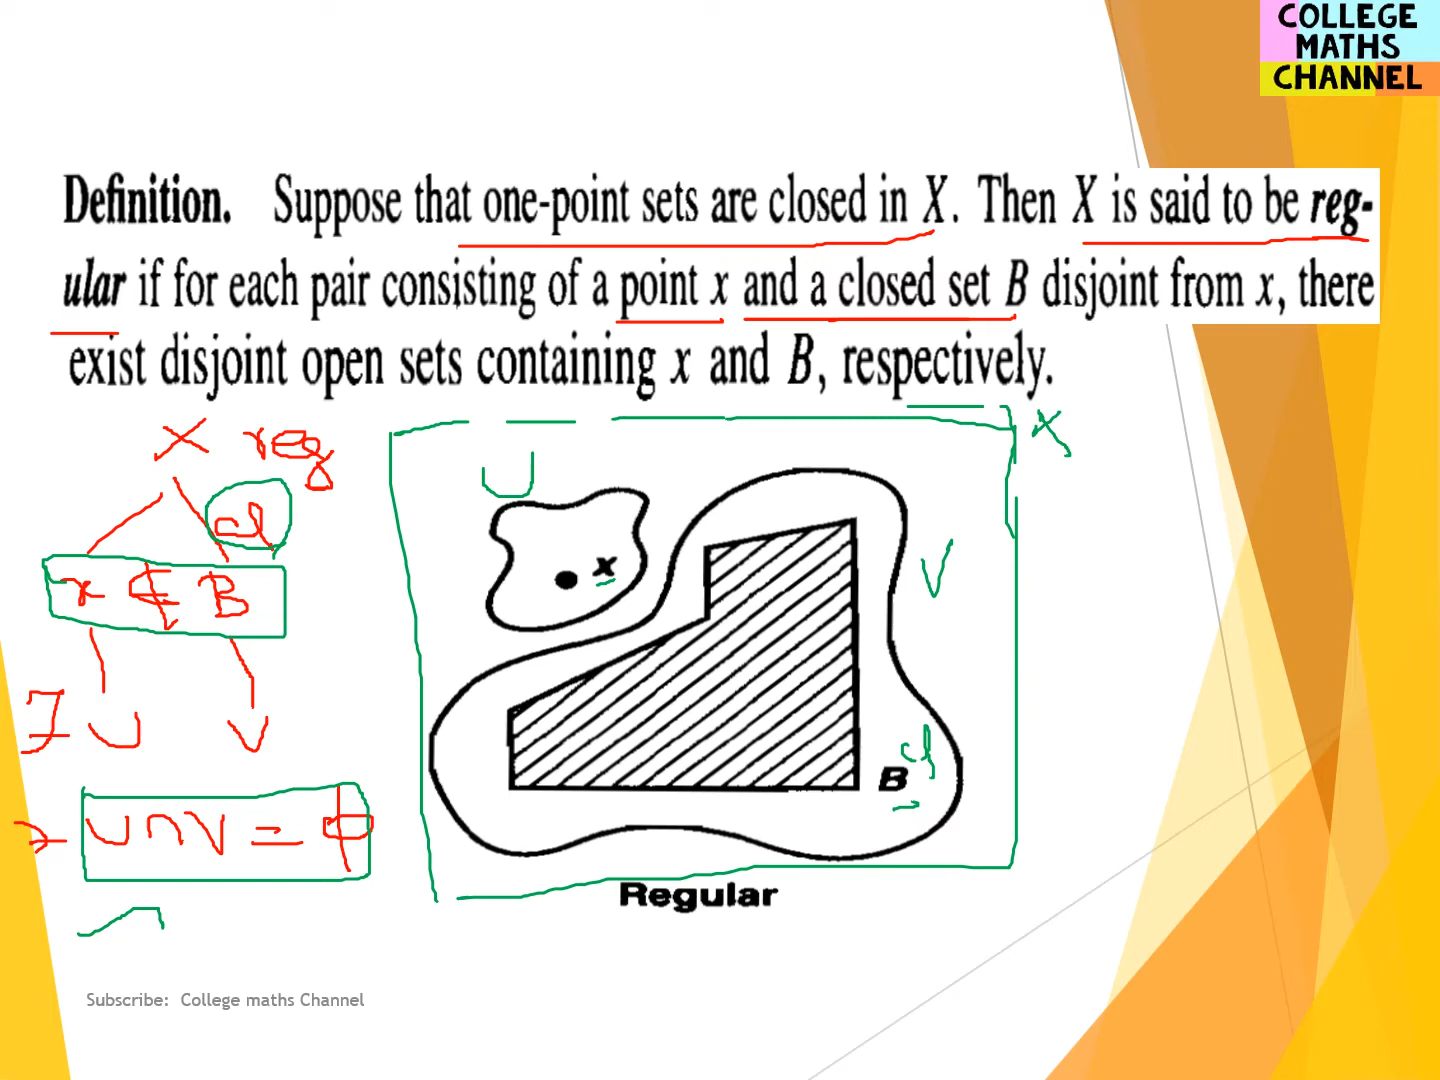 COLLEGE
MATHS
CHANNEL
Definition. Suppose that one-point sets are closed in X. Then X is said to be reg-
ular if for each pair consisting of a point x and a closed set B disjoint from x, there
exist disjoint open sets containing x and B, respectively.
X reg
cl
x ∉ B
∃ U V
U∩V = ϕ
X
U
x
V
cl
B
Regular
Subscribe: College maths Channel